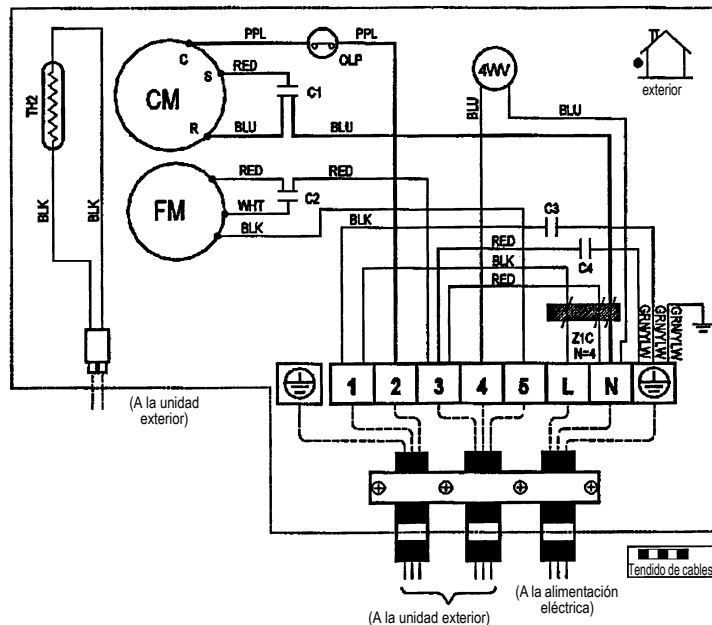 PPL
PPL
C
OLP
S
RED
C1
CM
R
BLU
BLU
4WV
BLU
BLU
exterior
TH2
BLK
BLK
RED
RED
FM
C2
WHT
BLK
BLK
C3
RED
C4
BLK
RED
Z1C
N=4
GRN/YLW
GRN/YLW
GRN/YLW
1 2 3 4 5 L N
(A la unidad
exterior)
Tendido de cables
(A la unidad exterior)
(A la alimentación
eléctrica)